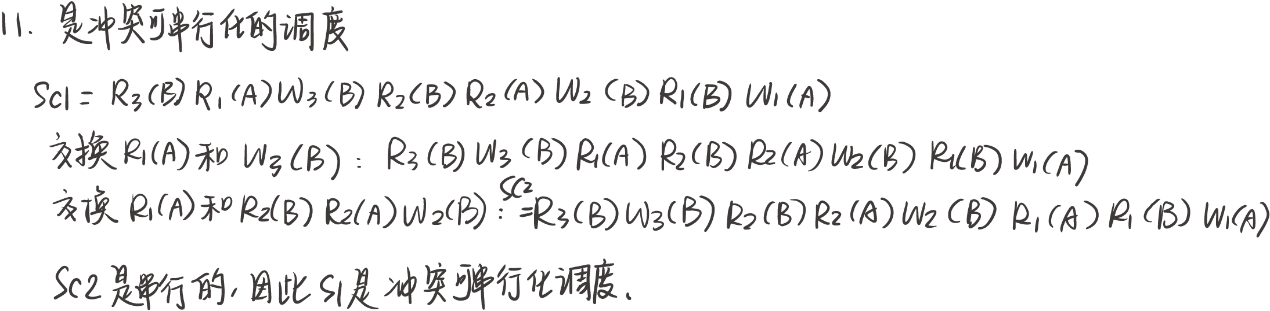 11. 是冲突可串行化的调度
Sc1 = R₃(B) R₁(A) W₃(B) R₂(B) R₂(A) W₂(B) R₁(B) W₁(A)
交换 R₁(A) 和 W₃(B)： R₃(B) W₃(B) R₁(A) R₂(B) R₂(A) W₂(B) R₁(B) W₁(A)
交换 R₁(A) 和 R₂(B) R₂(A) W₂(B)： SC2 = R₃(B) W₃(B) R₂(B) R₂(A) W₂(B) R₁(A) R₁(B) W₁(A)
Sc2 是串行的, 因此 S1 是 冲突可串行化调度.